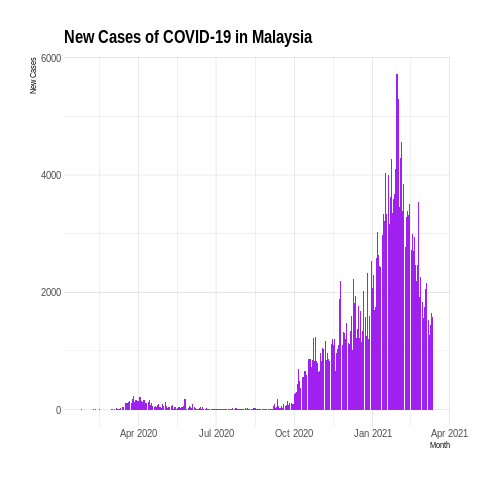 New Cases of COVID-19 in Malaysia
New Cases
6000
4000
2000
0
Apr 2020
Jul 2020
Oct 2020
Jan 2021
Apr 2021
Month